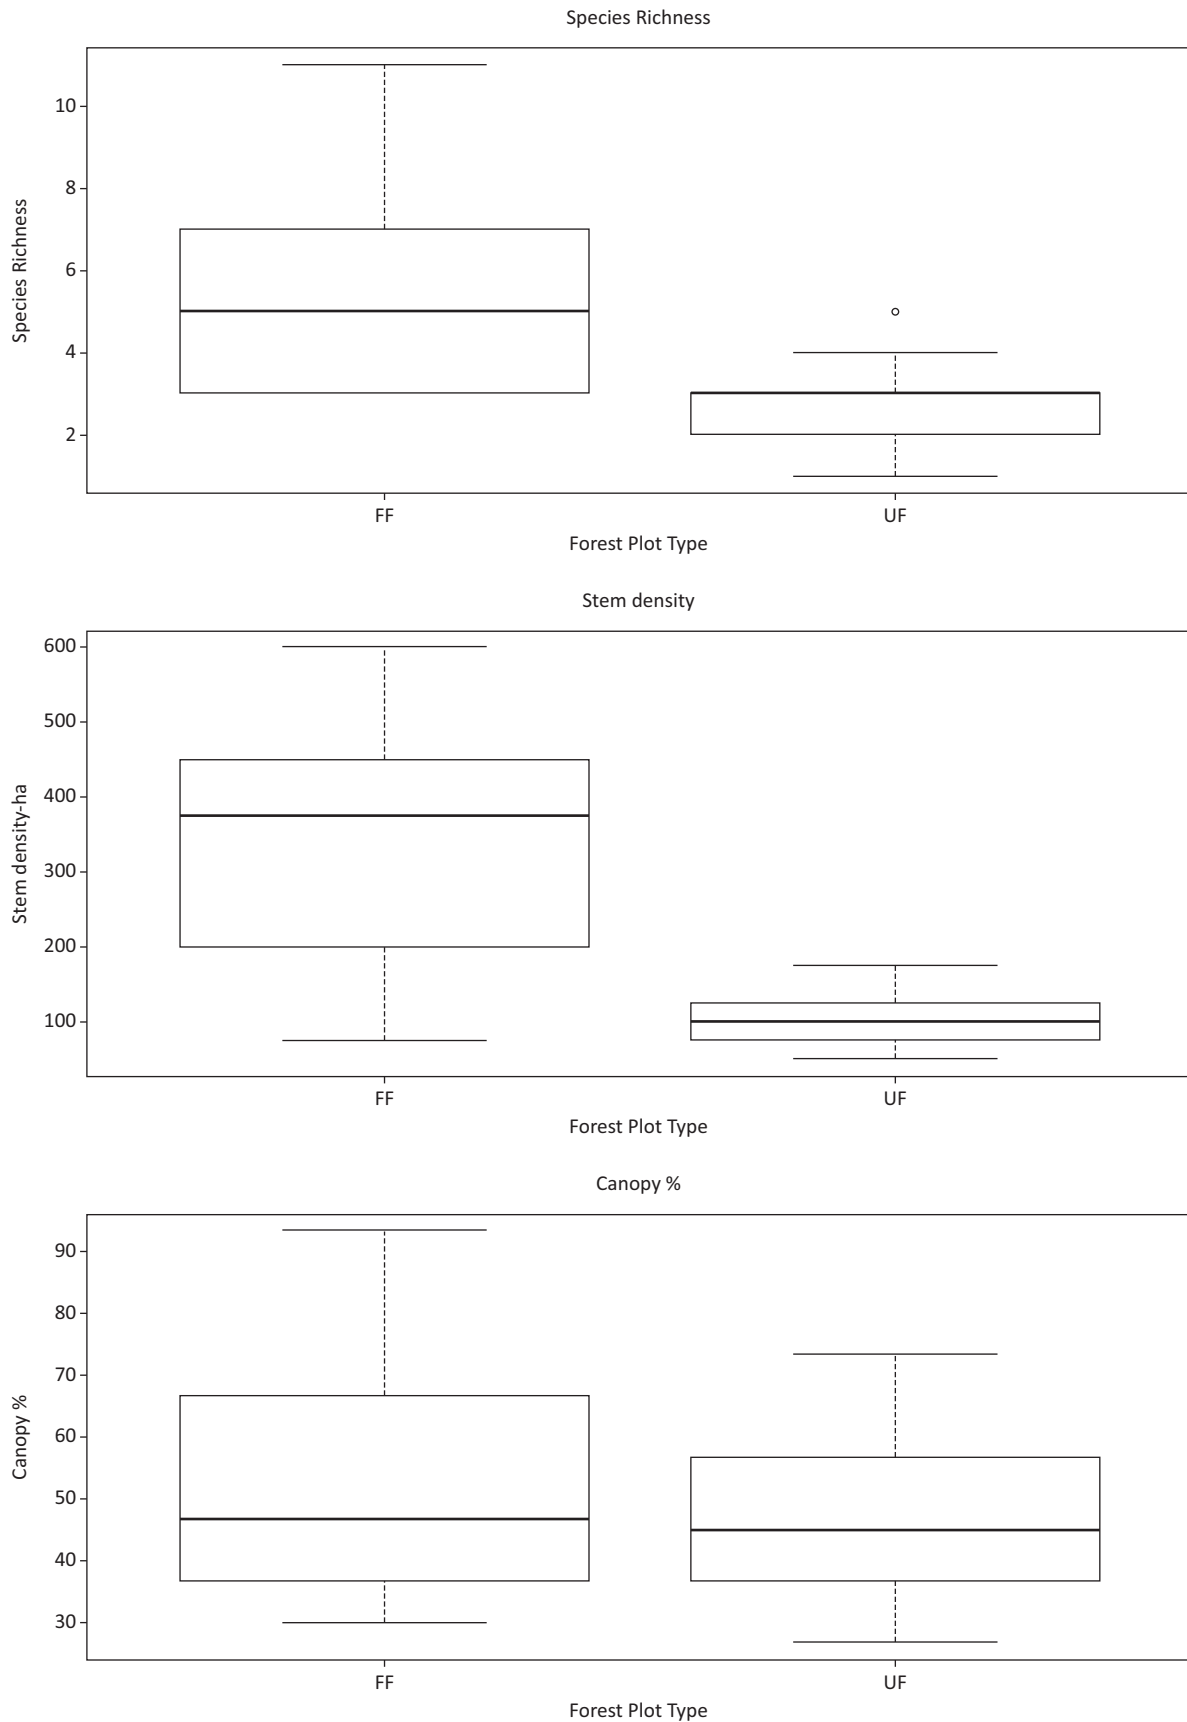 Species Richness
Species Richness
10
8
6
4
2
FF
UF
Forest Plot Type
Stem density
Stem density-ha
600
500
400
300
200
100
FF
UF
Forest Plot Type
Canopy %
Canopy %
90
80
70
60
50
40
30
FF
UF
Forest Plot Type